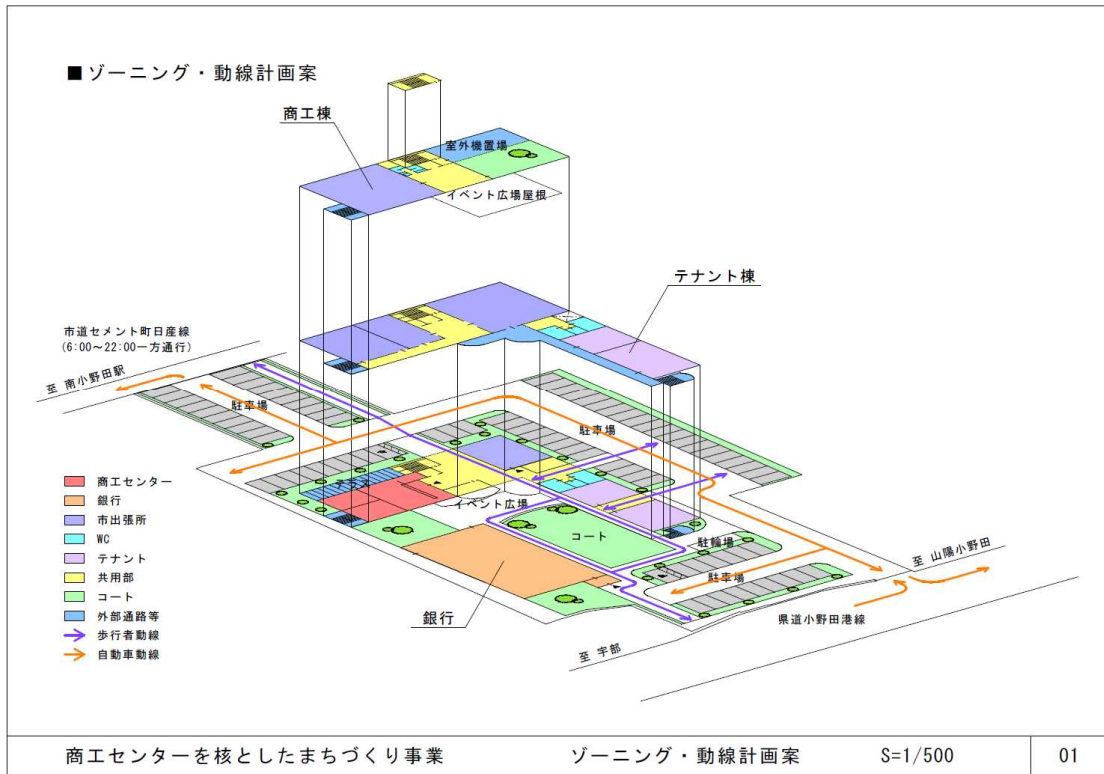 ■ゾーニング・動線計画案
商工棟
室外機置場
イベント広場屋根
テナント棟
市道セメント町日産線
(6:00～22:00一方通行)
至 南小野田駅
駐車場
駐車場
テラス
イベント広場
コート
駐輪場
駐車場
至 山陽小野田
県道小野田港線
銀行
至 宇部
商工センター
銀行
市出張所
WC
テナント
共用部
コート
外部通路等
歩行者動線
自動車動線
商工センターを核としたまちづくり事業
ゾーニング・動線計画案
S=1/500
01